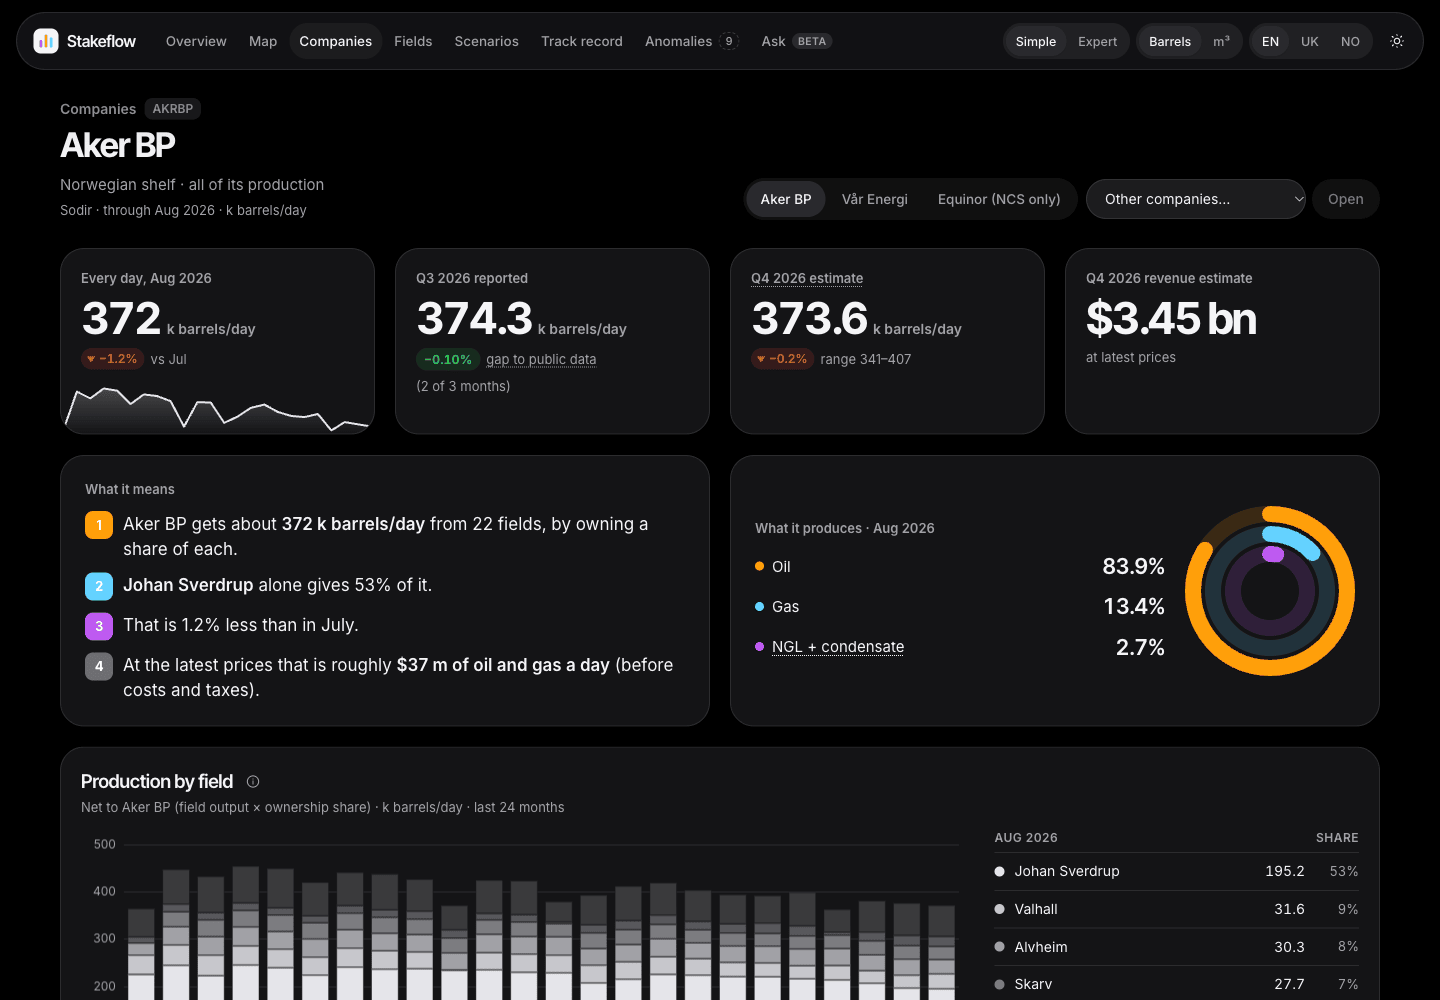 Stakeflow Overview Map Companies Fields Scenarios Track record Anomalies 9 Ask BETA Simple Expert Barrels m³ EN UK NO
Companies AKRBP
Aker BP
Norwegian shelf · all of its production
Sodir · through Aug 2026 · k barrels/day
Aker BP Vår Energi Equinor (NCS only) Other companies... Open
Every day, Aug 2026
372 k barrels/day
−1.2% vs Jul
Q3 2026 reported
374.3 k barrels/day
−0.10% gap to public data
(2 of 3 months)
Q4 2026 estimate
373.6 k barrels/day
−0.2% range 341–407
Q4 2026 revenue estimate
$3.45 bn
at latest prices
What it means
1 Aker BP gets about 372 k barrels/day from 22 fields, by owning a
share of each.
2 Johan Sverdrup alone gives 53% of it.
3 That is 1.2% less than in July.
4 At the latest prices that is roughly $37 m of oil and gas a day (before
costs and taxes).
What it produces · Aug 2026
Oil 83.9%
Gas 13.4%
NGL + condensate 2.7%
Production by field
Net to Aker BP (field output × ownership share) · k barrels/day · last 24 months
500
400
300
200
AUG 2026 SHARE
Johan Sverdrup 195.2 53%
Valhall 31.6 9%
Alvheim 30.3 8%
Skarv 27.7 7%